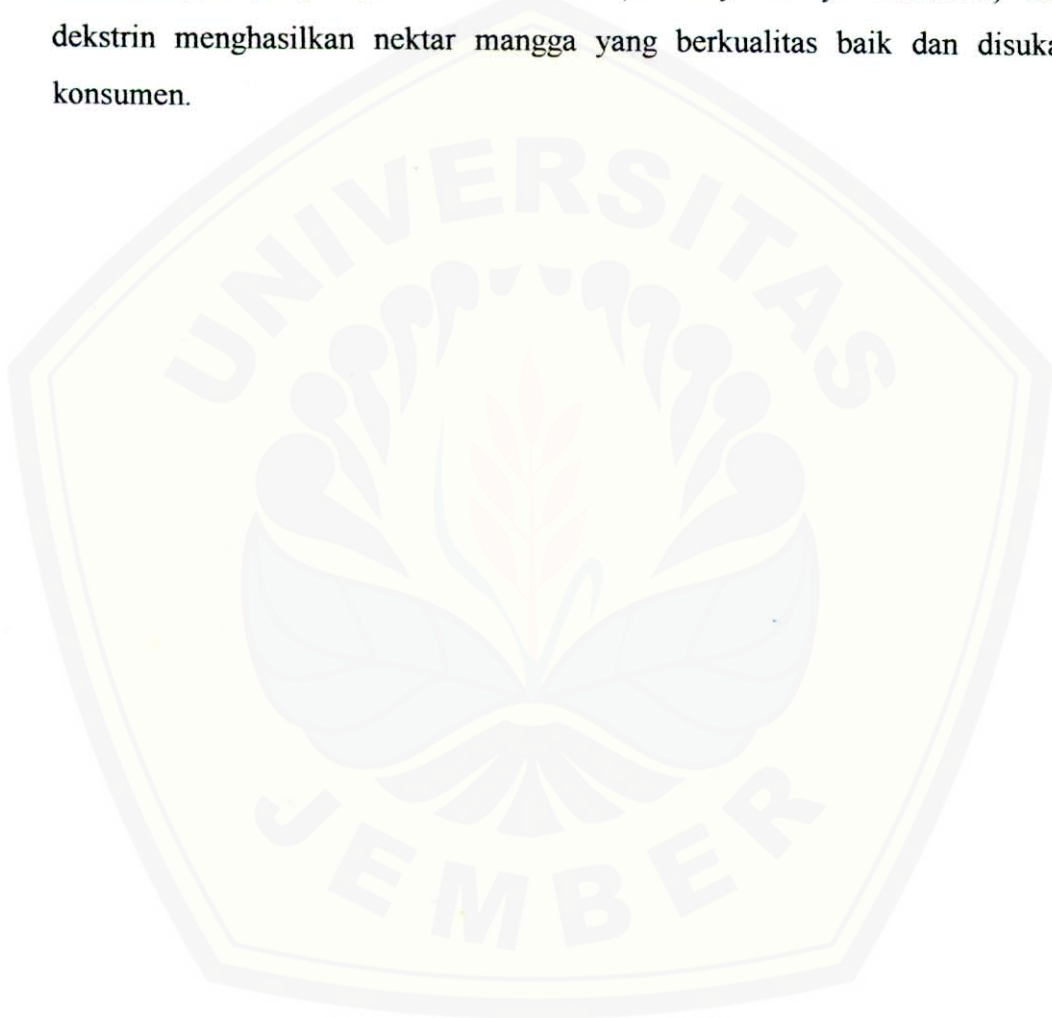 dekstrin menghasilkan nektar mangga yang berkualitas baik dan disuka
konsumen.
UNIVERSITAS
JEMBER